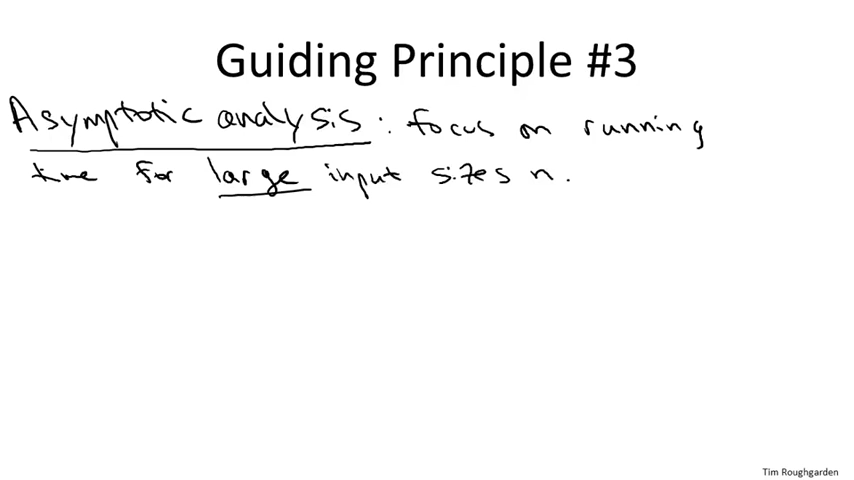 Guiding Principle #3
Asymptotic analysis : focus on running
time for large input sizes n.
Tim Roughgarden